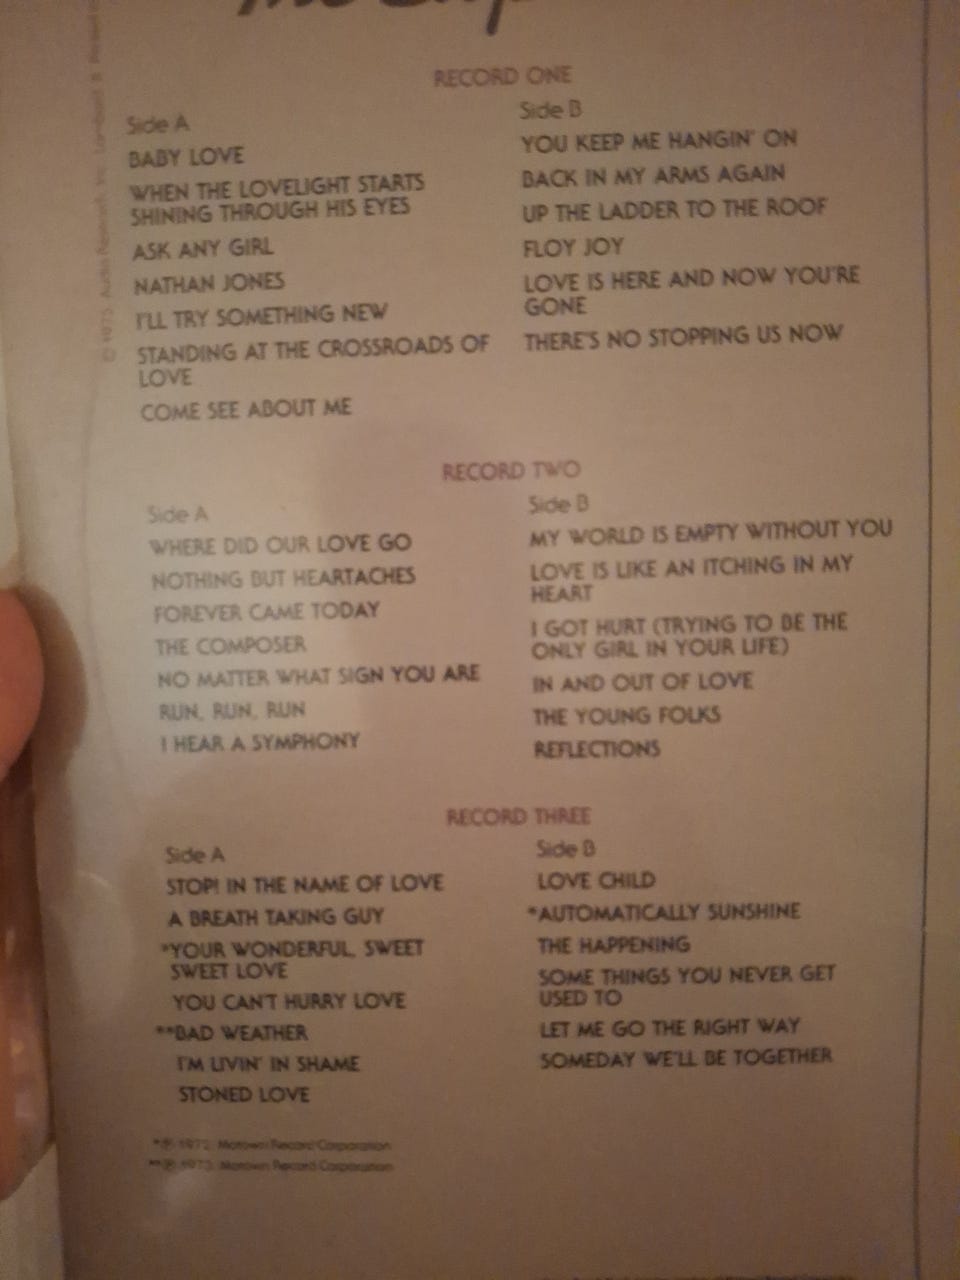 RECORD ONE
Side A
BABY LOVE
WHEN THE LOVELIGHT STARTS
SHINING THROUGH HIS EYES
ASK ANY GIRL
NATHAN JONES
I'LL TRY SOMETHING NEW
STANDING AT THE CROSSROADS OF
LOVE
COME SEE ABOUT ME
Side B
YOU KEEP ME HANGIN' ON
BACK IN MY ARMS AGAIN
UP THE LADDER TO THE ROOF
FLOY JOY
LOVE IS HERE AND NOW YOU'RE
GONE
THERE'S NO STOPPING US NOW
RECORD TWO
Side A
WHERE DID OUR LOVE GO
NOTHING BUT HEARTACHES
FOREVER CAME TODAY
THE COMPOSER
NO MATTER WHAT SIGN YOU ARE
RUN, RUN, RUN
I HEAR A SYMPHONY
Side B
MY WORLD IS EMPTY WITHOUT YOU
LOVE IS LIKE AN ITCHING IN MY
HEART
I GOT HURT (TRYING TO BE THE
ONLY GIRL IN YOUR LIFE)
IN AND OUT OF LOVE
THE YOUNG FOLKS
REFLECTIONS
RECORD THREE
Side A
STOP! IN THE NAME OF LOVE
A BREATH TAKING GUY
*YOUR WONDERFUL, SWEET
SWEET LOVE
YOU CAN'T HURRY LOVE
**BAD WEATHER
I'M LIVIN' IN SHAME
STONED LOVE
Side B
LOVE CHILD
*AUTOMATICALLY SUNSHINE
THE HAPPENING
SOME THINGS YOU NEVER GET
USED TO
LET ME GO THE RIGHT WAY
SOMEDAY WE'LL BE TOGETHER
*℗ 1972, Motown Record Corporation
**℗ 1973, Motown Record Corporation